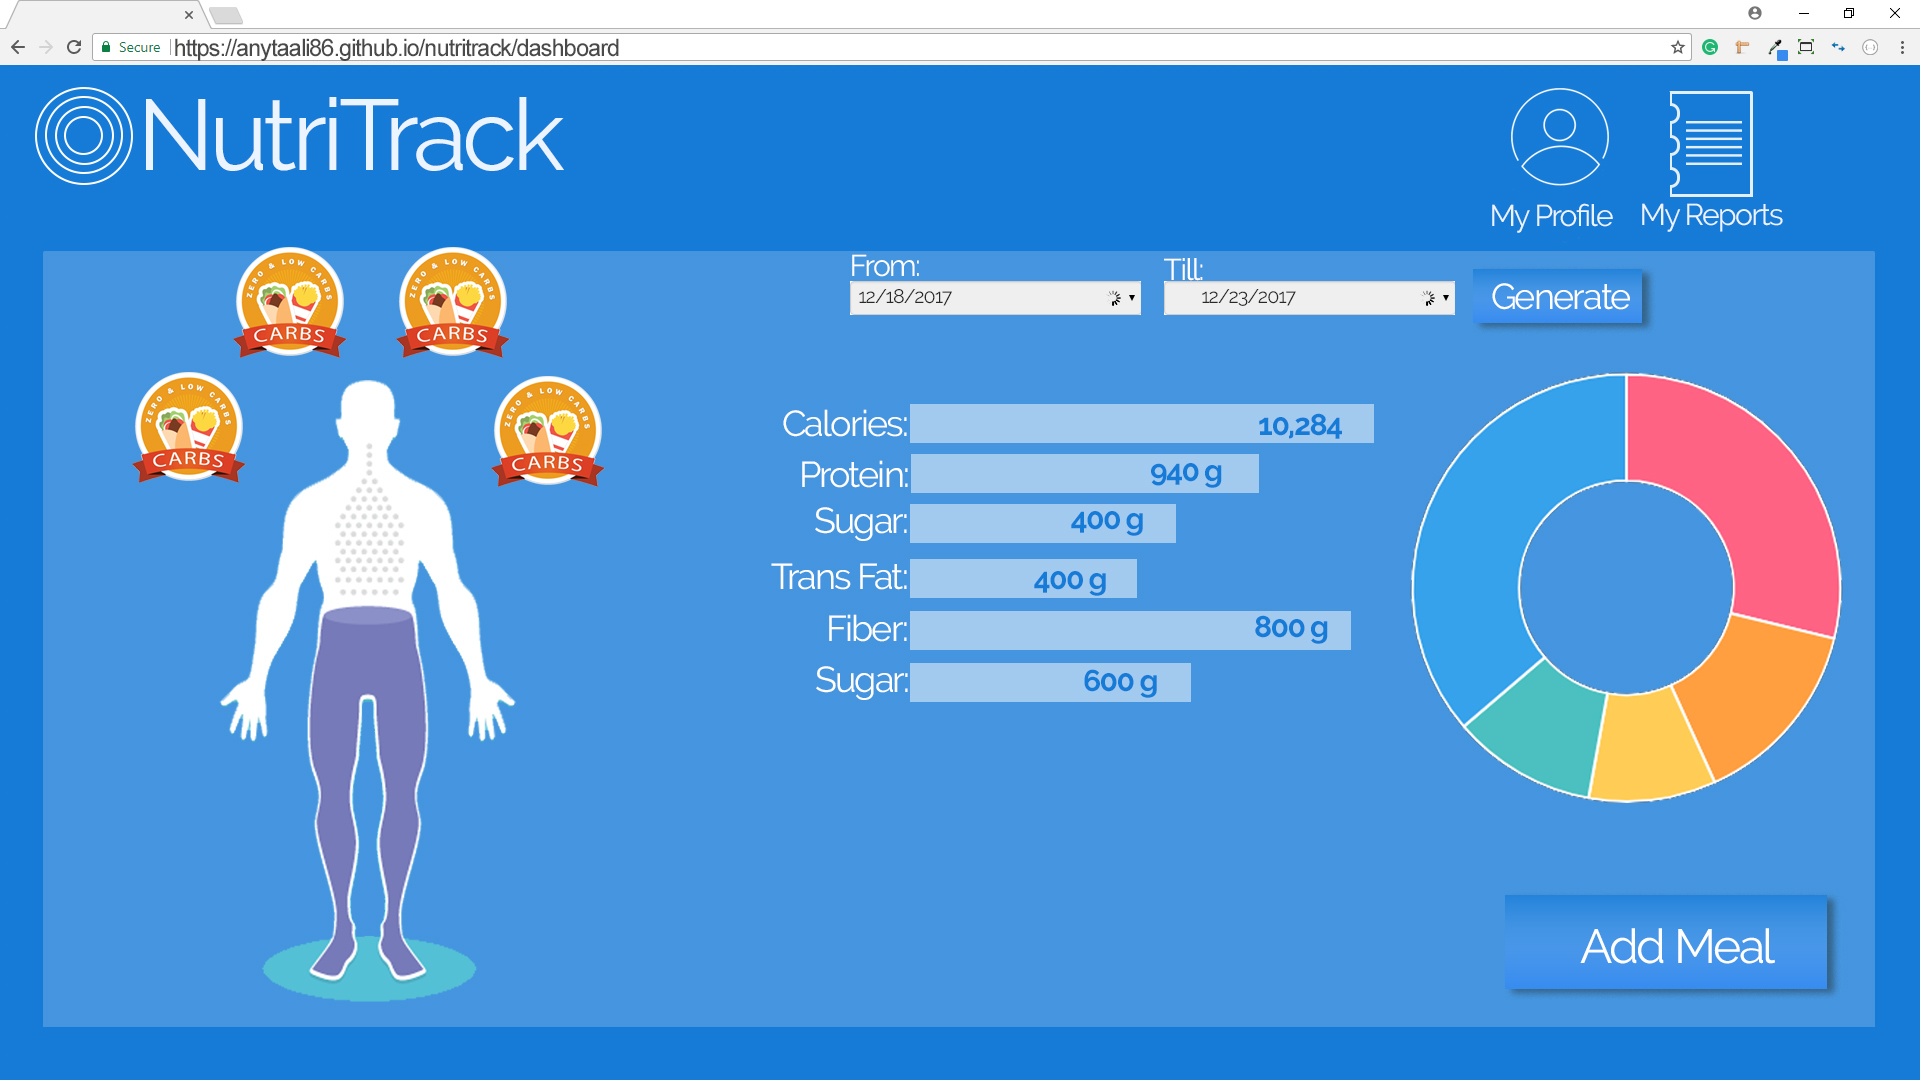 Secure
https://anytaali86.github.io/nutritrack/dashboard
NutriTrack
My Profile
My Reports
ZERO & LOW CARBS
CARBS
ZERO & LOW CARBS
CARBS
ZERO & LOW CARBS
CARBS
ZERO & LOW CARBS
CARBS
From:
12/18/2017
Till:
12/23/2017
Generate
Calories: 10,284
Protein: 940 g
Sugar: 400 g
Trans Fat: 400 g
Fiber: 800 g
Sugar: 600 g
Add Meal